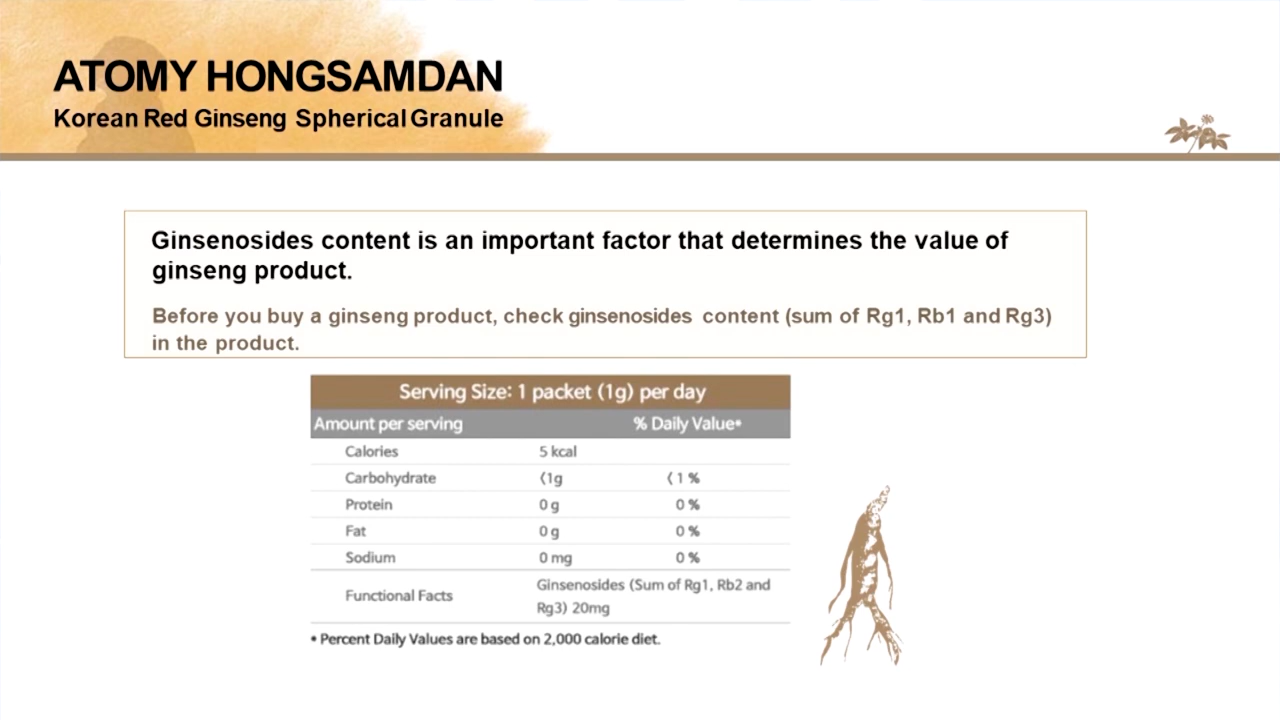 ATOMY HONGSAMDAN
Korean Red Ginseng Spherical Granule
Ginsenosides content is an important factor that determines the value of
ginseng product.
Before you buy a ginseng product, check ginsenosides content (sum of Rg1, Rb1 and Rg3)
in the product.
Serving Size: 1 packet (1g) per day
Amount per serving % Daily Value*
Calories 5 kcal
Carbohydrate <1g <1 %
Protein 0 g 0 %
Fat 0 g 0 %
Sodium 0 mg 0 %
Functional Facts Ginsenosides (Sum of Rg1, Rb2 and
Rg3) 20mg
* Percent Daily Values are based on 2,000 calorie diet.